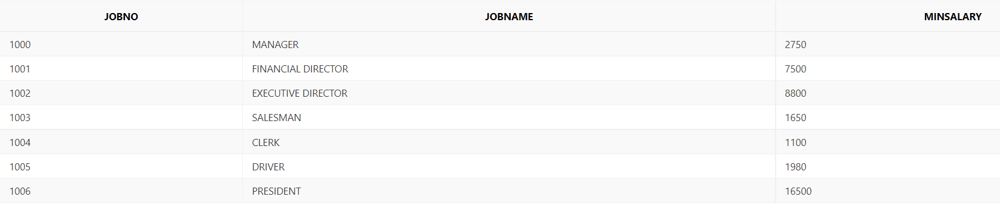 JOBNO JOBNAME MINSALARY
1000 MANAGER 2750
1001 FINANCIAL DIRECTOR 7500
1002 EXECUTIVE DIRECTOR 8800
1003 SALESMAN 1650
1004 CLERK 1100
1005 DRIVER 1980
1006 PRESIDENT 16500